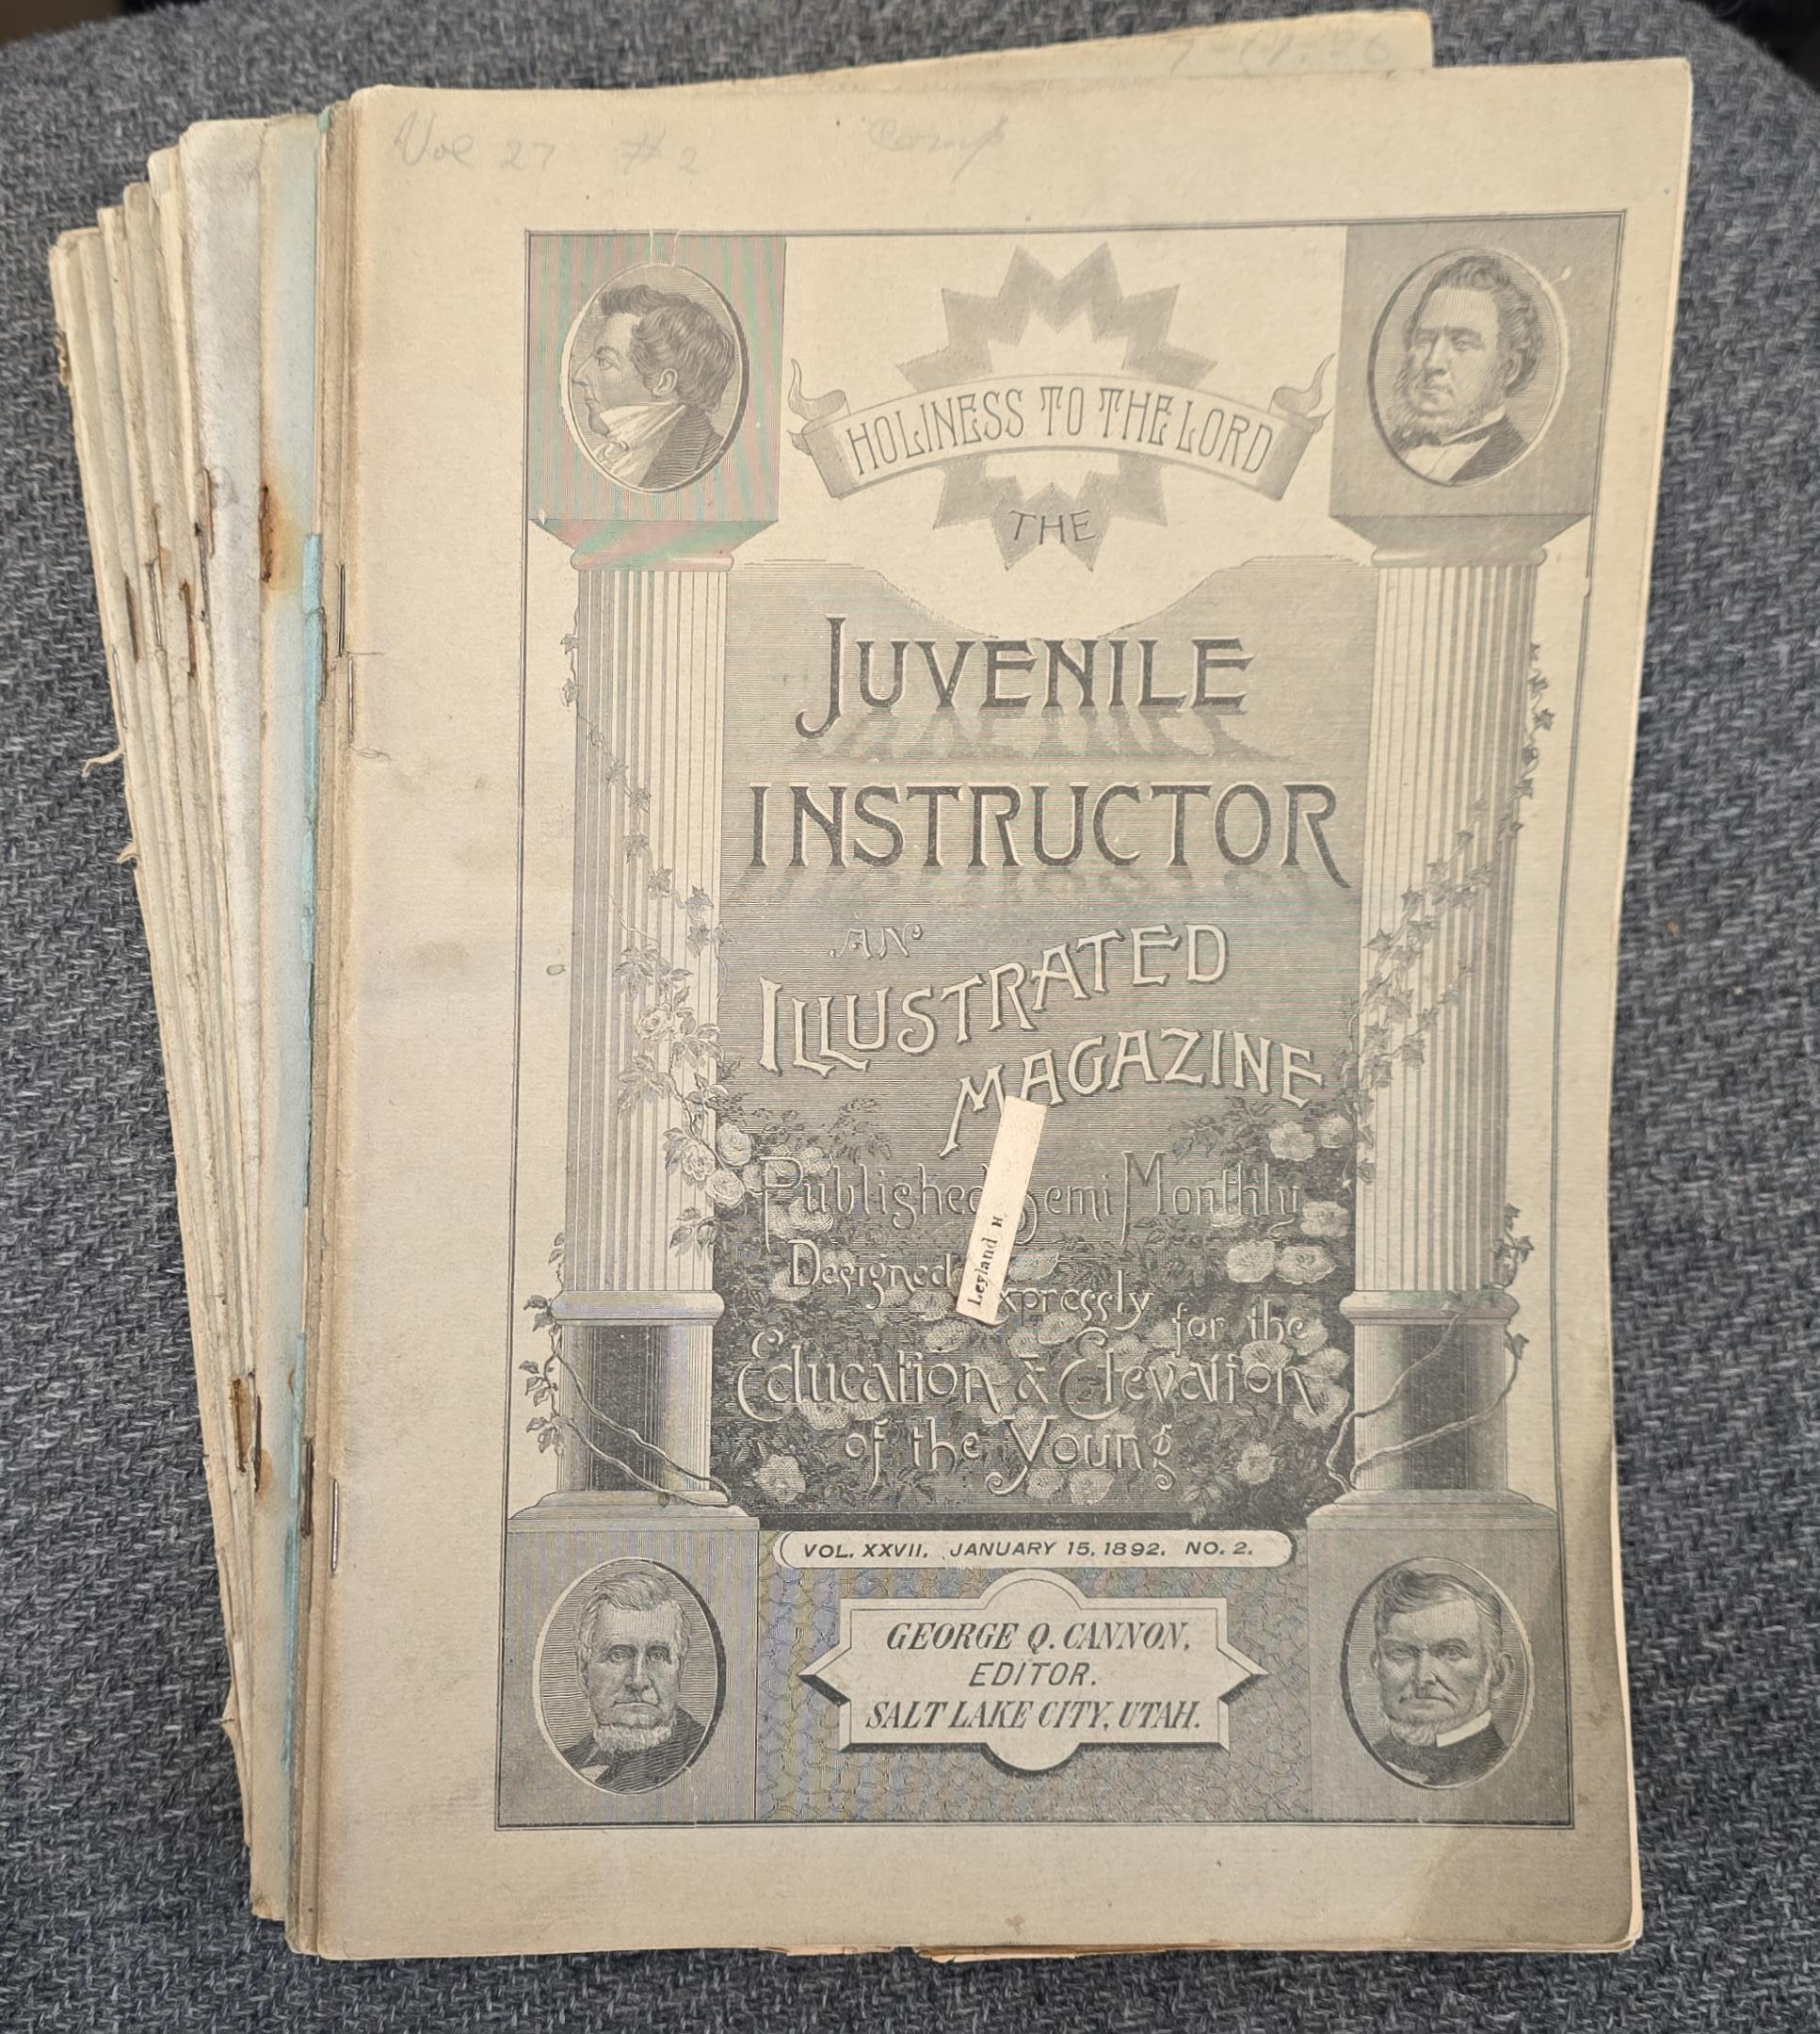 Vol 27 #2 Comp
HOLINESS TO THE LORD
THE
JUVENILE
INSTRUCTOR
AN
ILLUSTRATED
MAGAZINE
Published Semi Monthly
Designed Expressly
for the
Education & Elevation
of the Young
Leyland H
VOL. XXVII. JANUARY 15, 1892. NO. 2.
GEORGE Q. CANNON,
EDITOR.
SALT LAKE CITY, UTAH.